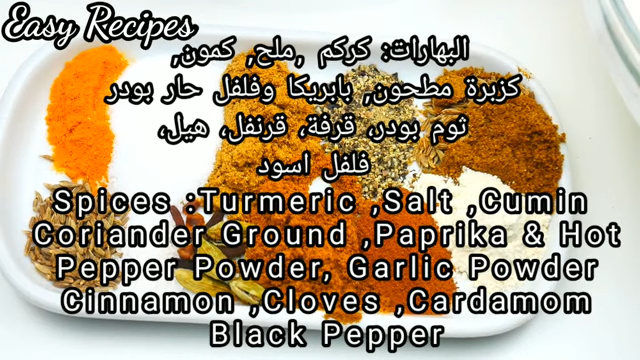 Easy Recipes
البهارات: كركم ,ملح, كمون,
كزبرة مطحون, بابريكا وفلفل حار بودر
ثوم بودر، قرفة، قرنفل، هيل،
فلفل اسود
Spices :Turmeric ,Salt ,Cumin
Coriander Ground ,Paprika & Hot
Pepper Powder, Garlic Powder
Cinnamon ,Cloves ,Cardamom
Black Pepper